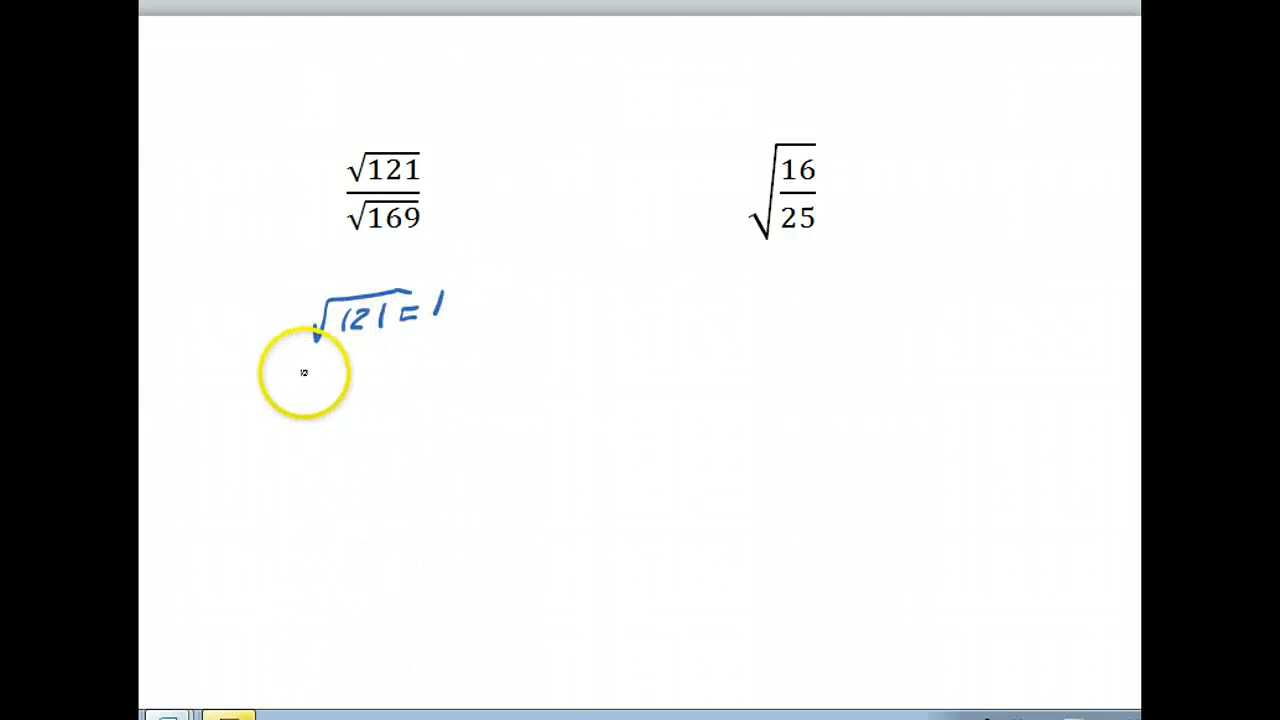 √121
√169
√16
25
√121 = 1